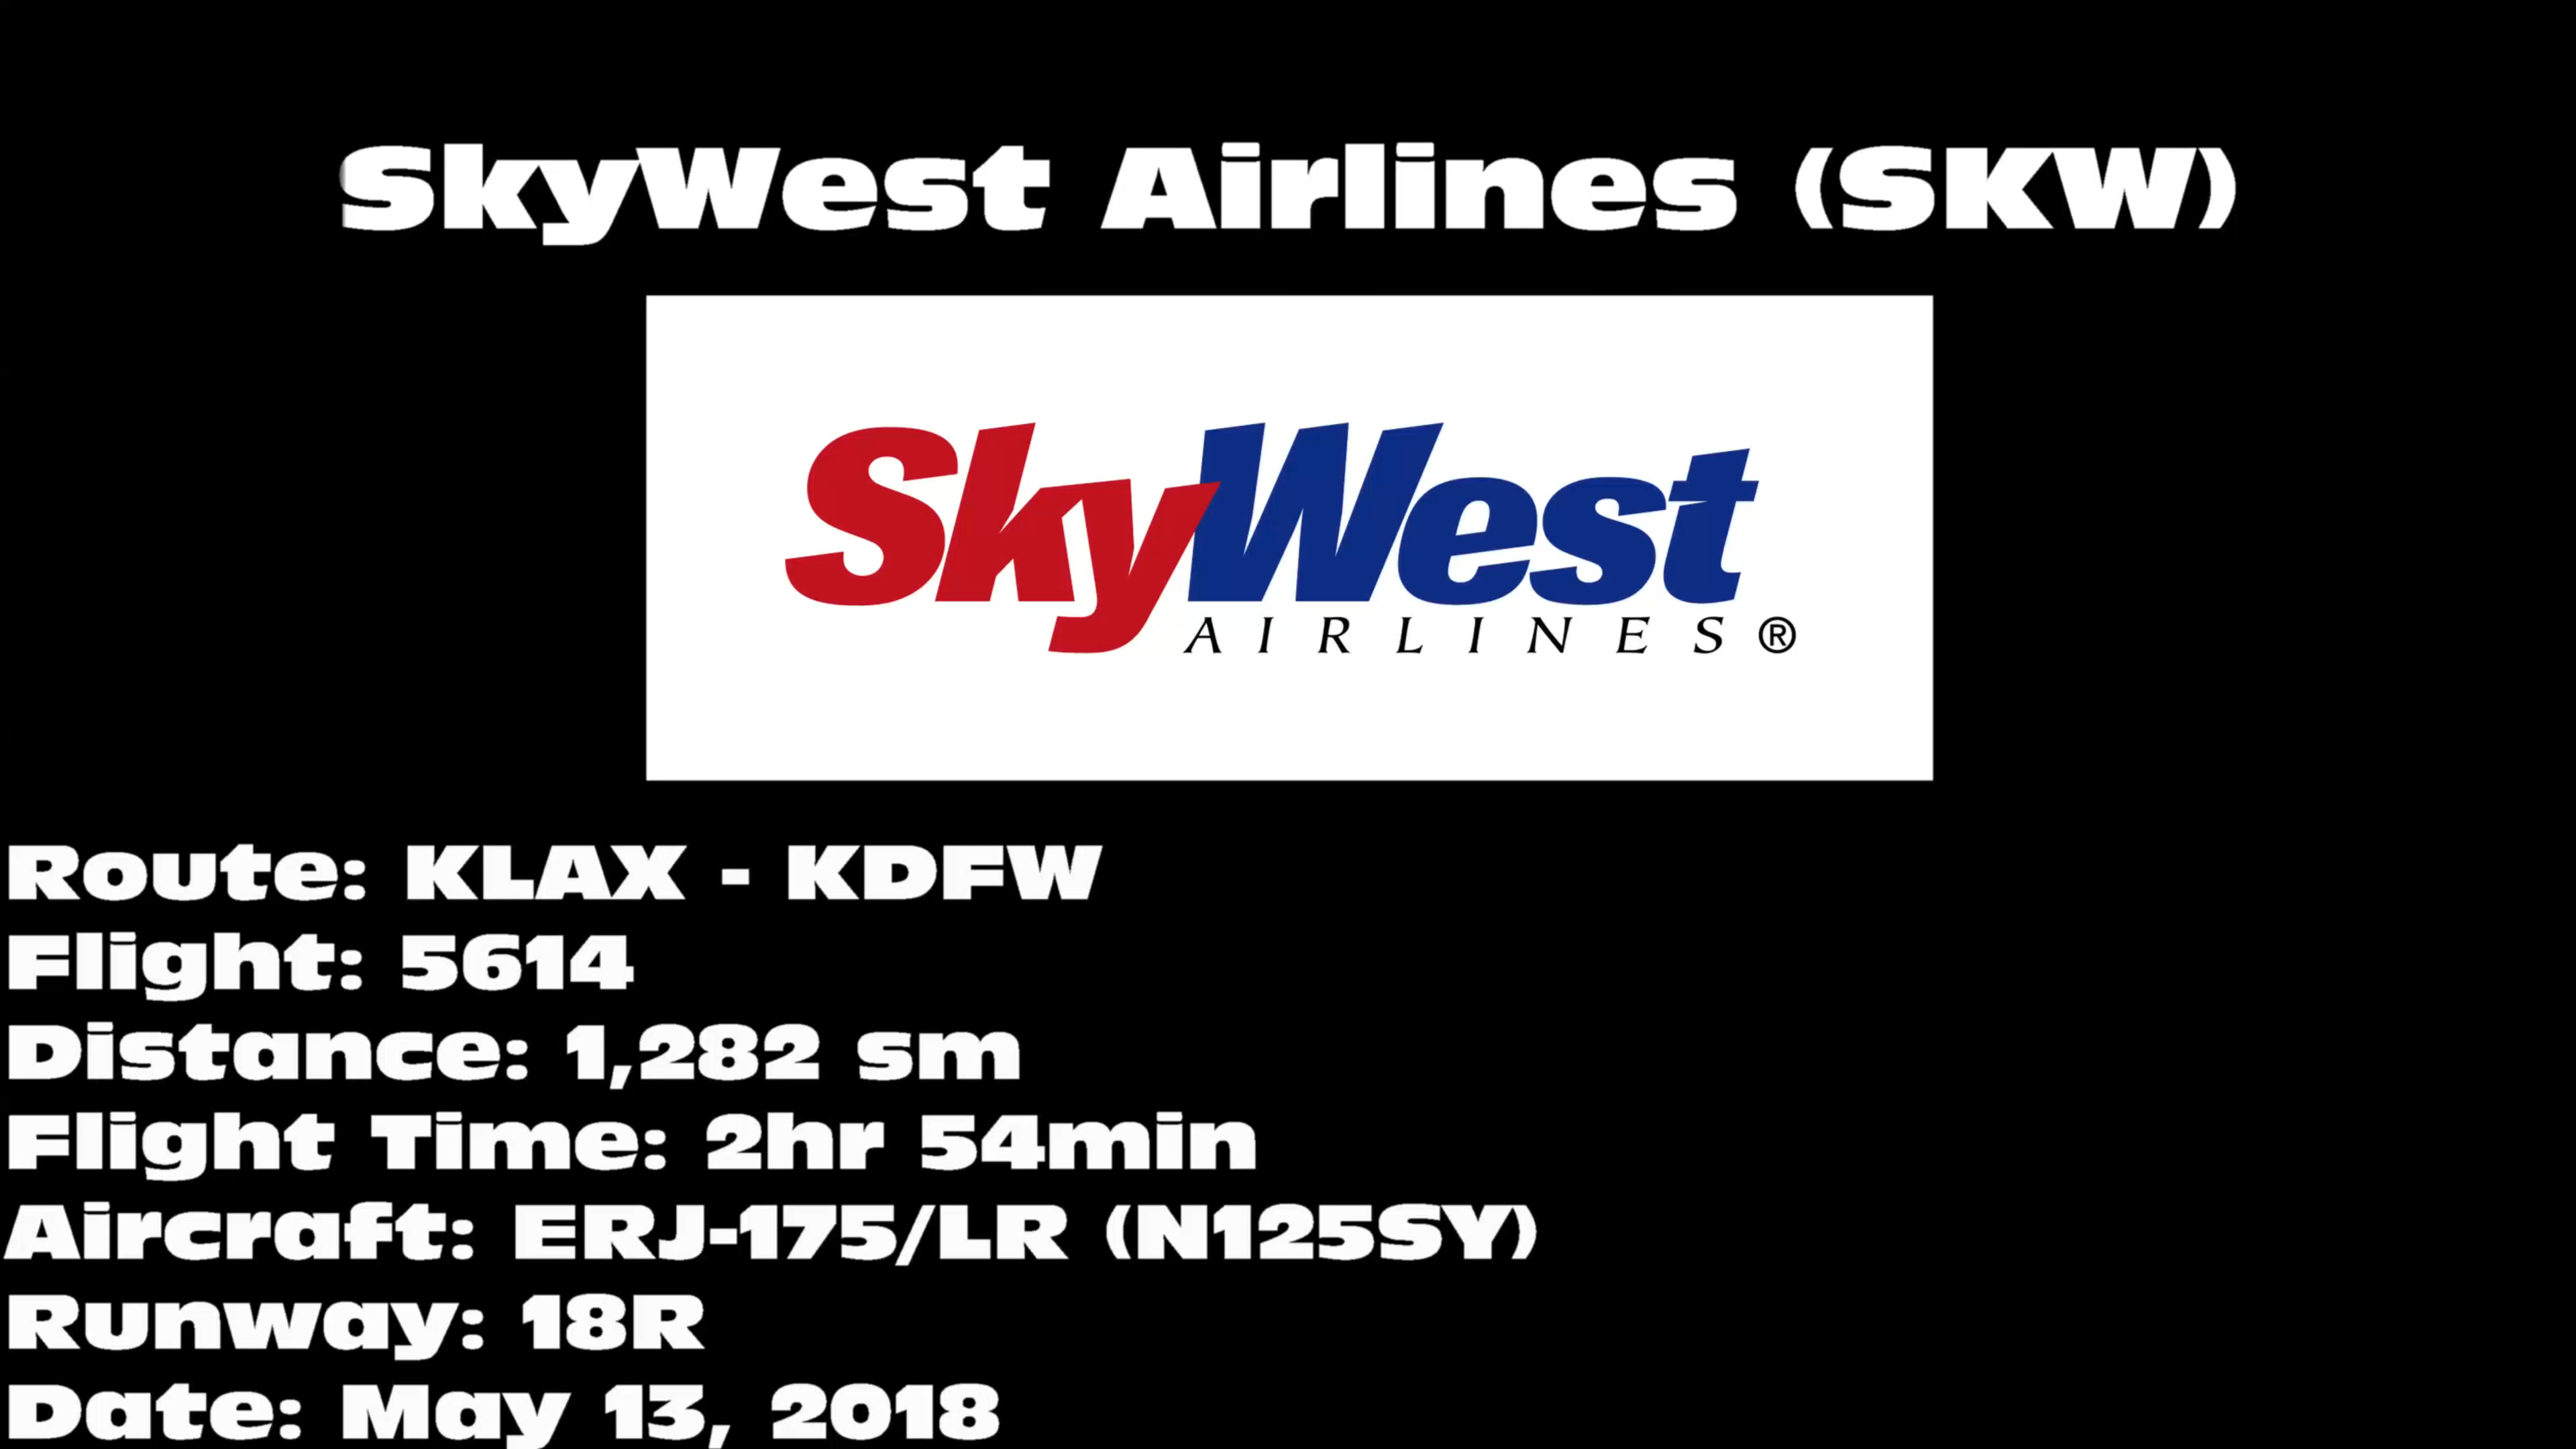 SkyWest Airlines (SKW)
SkyWest
AIRLINES®
Route: KLAX - KDFW
Flight: 5614
Distance: 1,282 sm
Flight Time: 2hr 54min
Aircraft: ERJ-175/LR (N125SY)
Runway: 18R
Date: May 13, 2018